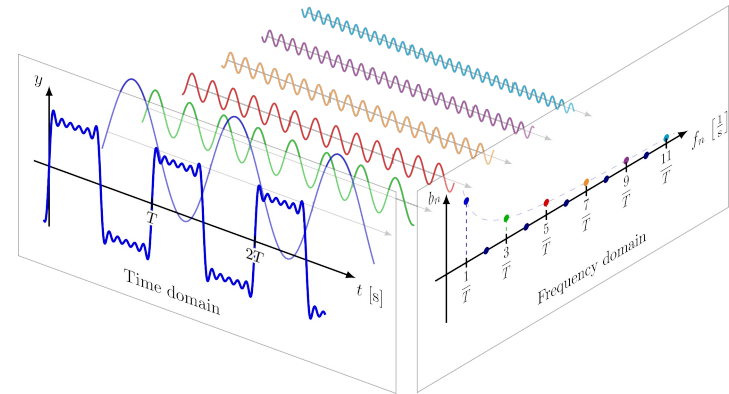 y
T
2T
t [s]
Time domain
b_n
1/T
3/T
5/T
7/T
9/T
11/T
f_n [1/s]
Frequency domain